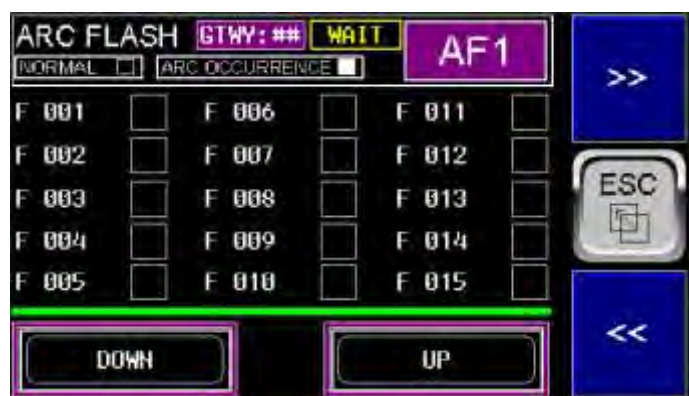 ARC FLASH GTWY:## WAIT AF1 >>
NORMAL ARC OCCURRENCE
F 001 F 006 F 011
F 002 F 007 F 012
F 003 F 008 F 013 ESC
F 004 F 009 F 014
F 005 F 010 F 015
DOWN UP <<